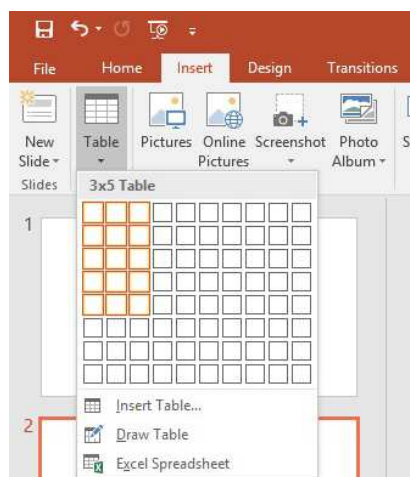 File Home Insert Design Transitions
New Slide Table Pictures Online Pictures Screenshot Photo Album S
Slides
3x5 Table
1
Insert Table...
2
Draw Table
Excel Spreadsheet